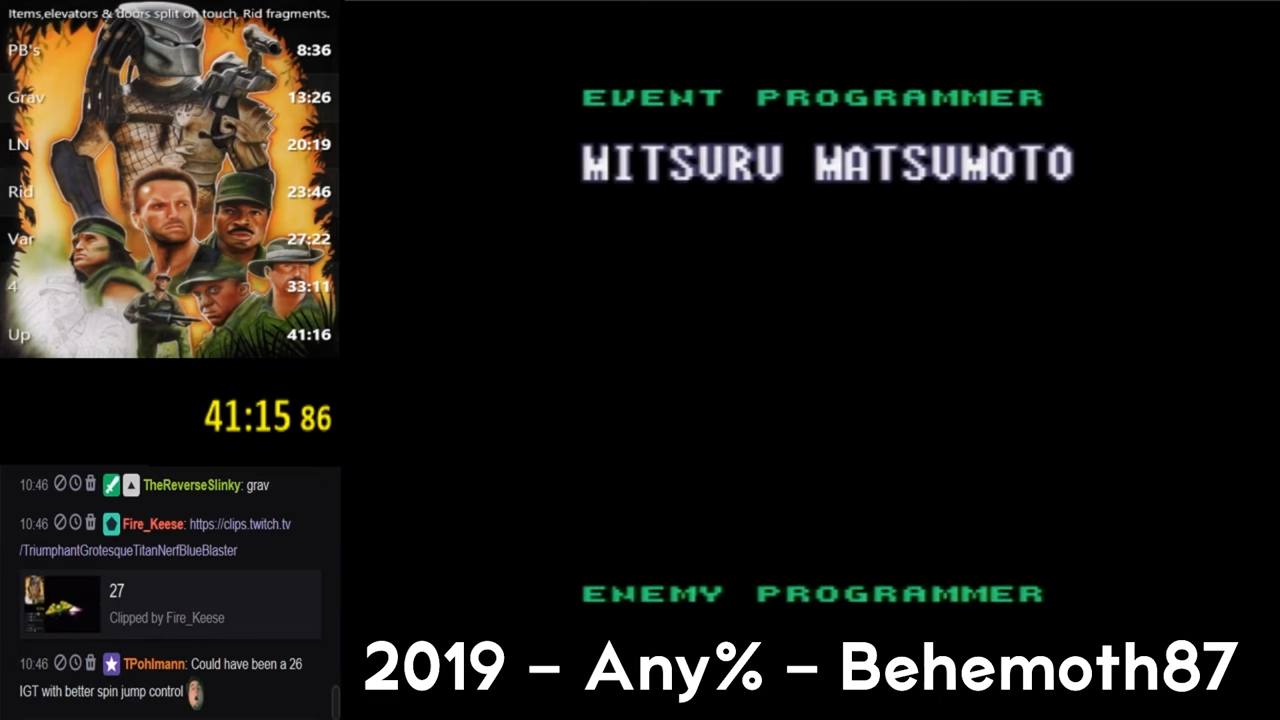 Items,elevators & doors split on touch, Rid fragments.
PB's 8:36
Grav 13:26
LN 20:19
Rid 23:46
Var 27:22
4 33:11
Up 41:16
41:15 86
10:46 TheReverseSlinky: grav
10:46 Fire_Keese: https://clips.twitch.tv
/TriumphantGrotesqueTitanNerfBlueBlaster
27
Clipped by Fire_Keese
10:46 TPohlmann: Could have been a 26
IGT with better spin jump control
EVENT PROGRAMMER
MITSURU MATSUMOTO
ENEMY PROGRAMMER
2019 – Any% – Behemoth87